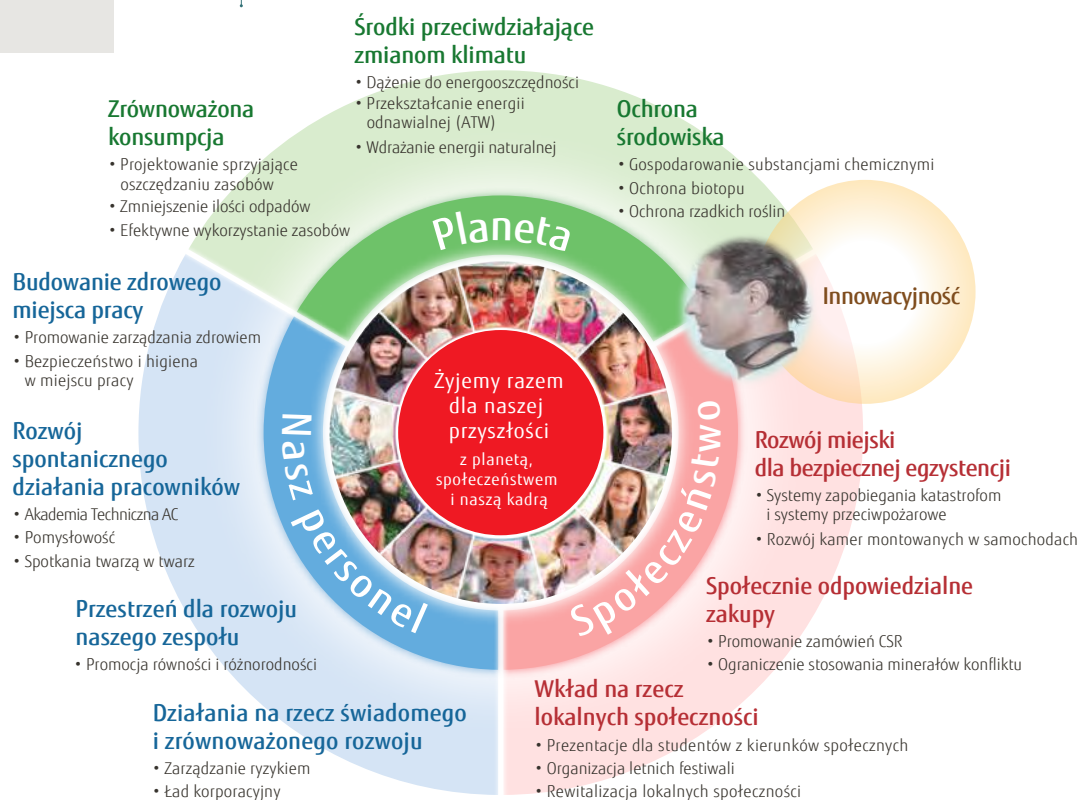 Środki przeciwdziałające
zmianom klimatu
• Dążenie do energooszczędności
• Przekształcanie energii
odnawialnej (ATW)
• Wdrażanie energii naturalnej
Zrównoważona
konsumpcja
• Projektowanie sprzyjające
oszczędzaniu zasobów
• Zmniejszenie ilości odpadów
• Efektywne wykorzystanie zasobów
Ochrona
środowiska
• Gospodarowanie substancjami chemicznymi
• Ochrona biotopu
• Ochrona rzadkich roślin
Planeta
Innowacyjność
Budowanie zdrowego
miejsca pracy
• Promowanie zarządzania zdrowiem
• Bezpieczeństwo i higiena
w miejscu pracy
Żyjemy razem
dla naszej
przyszłości
z planetą,
społeczeństwem
i naszą kadrą
Nasz personel
Społeczeństwo
Rozwój
spontanicznego
działania pracowników
• Akademia Techniczna AC
• Pomysłowość
• Spotkania twarzą w twarz
Rozwój miejski
dla bezpiecznej egzystencji
• Systemy zapobiegania katastrofom
i systemy przeciwpożarowe
• Rozwój kamer montowanych w samochodach
Przestrzeń dla rozwoju
naszego zespołu
• Promocja równości i różnorodności
Społecznie odpowiedzialne
zakupy
• Promowanie zamówień CSR
• Ograniczenie stosowania minerałów konfliktu
Działania na rzecz świadomego
i zrównoważonego rozwoju
• Zarządzanie ryzykiem
• Ład korporacyjny
Wkład na rzecz
lokalnych społeczności
• Prezentacje dla studentów z kierunków społecznych
• Organizacja letnich festiwali
• Rewitalizacja lokalnych społeczności